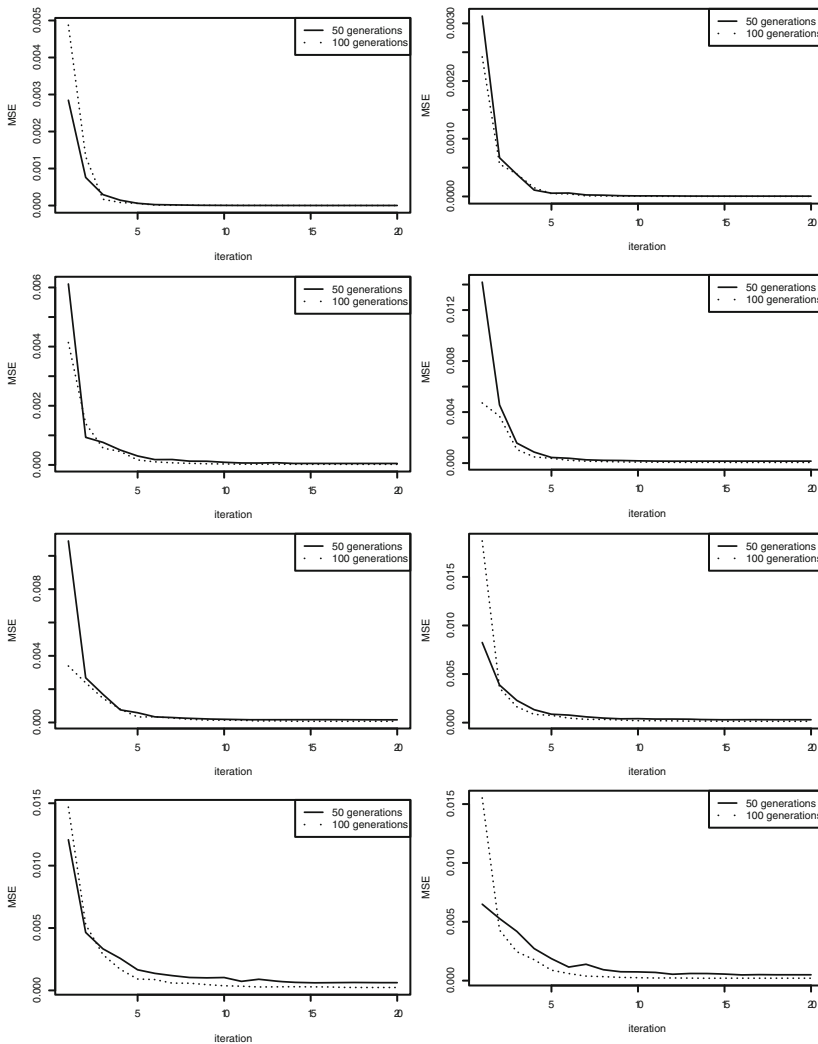 50 generations
100 generations
MSE
0.000 0.001 0.002 0.003 0.004 0.005
5 10 15 20
iteration
50 generations
100 generations
MSE
0.0000 0.0010 0.0020 0.0030
5 10 15 20
iteration
50 generations
100 generations
MSE
0.000 0.002 0.004 0.006
5 10 15 20
iteration
50 generations
100 generations
MSE
0.000 0.004 0.012
5 10 15 20
iteration
50 generations
100 generations
MSE
0.000 0.004 0.008
5 10 15 20
iteration
50 generations
100 generations
MSE
0.000 0.005 0.010 0.015
5 10 15 20
iteration
50 generations
100 generations
MSE
0.000 0.005 0.010 0.015
5 10 15 20
iteration
50 generations
100 generations
MSE
0.000 0.005 0.010 0.015
5 10 15 20
iteration